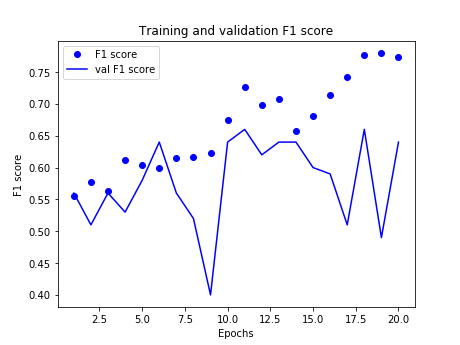 Training and validation F1 score
F1 score
val F1 score
0.75
0.70
0.65
0.60
0.55
0.50
0.45
0.40
F1 score
2.5 5.0 7.5 10.0 12.5 15.0 17.5 20.0
Epochs